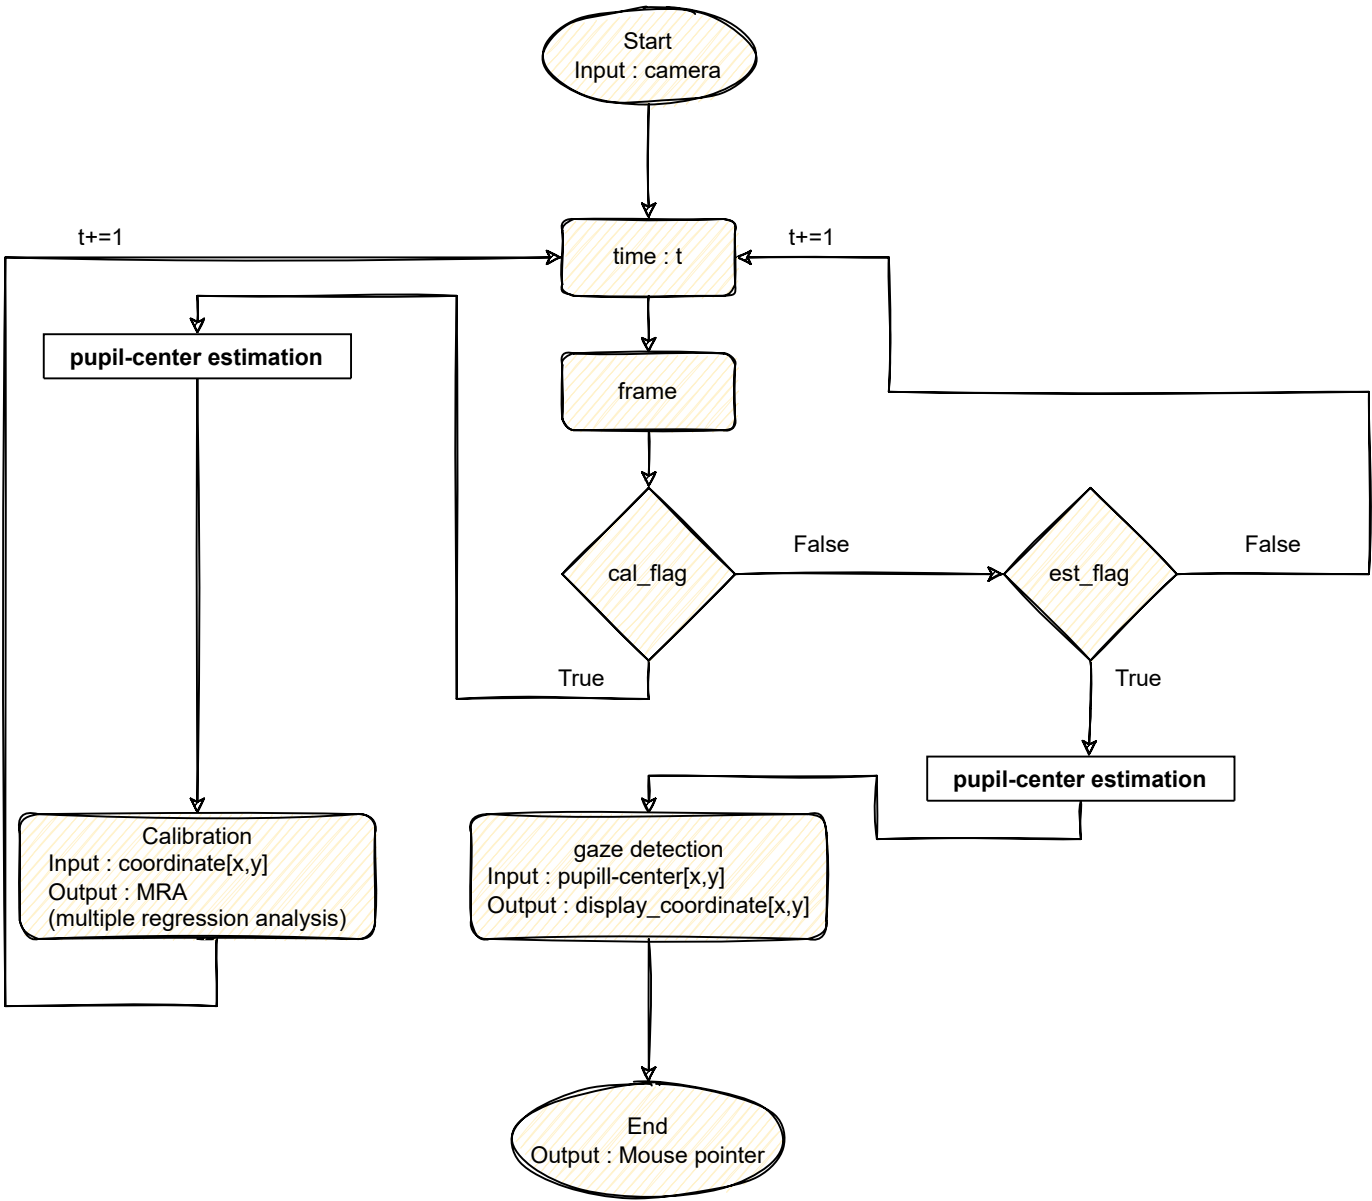 Start
Input : camera
t+=1
t+=1
time : t
pupil-center estimation
frame
cal_flag
False
est_flag
False
True
True
pupil-center estimation
Calibration
Input : coordinate[x,y]
Output : MRA
(multiple regression analysis)
gaze detection
Input : pupill-center[x,y]
Output : display_coordinate[x,y]
End
Output : Mouse pointer